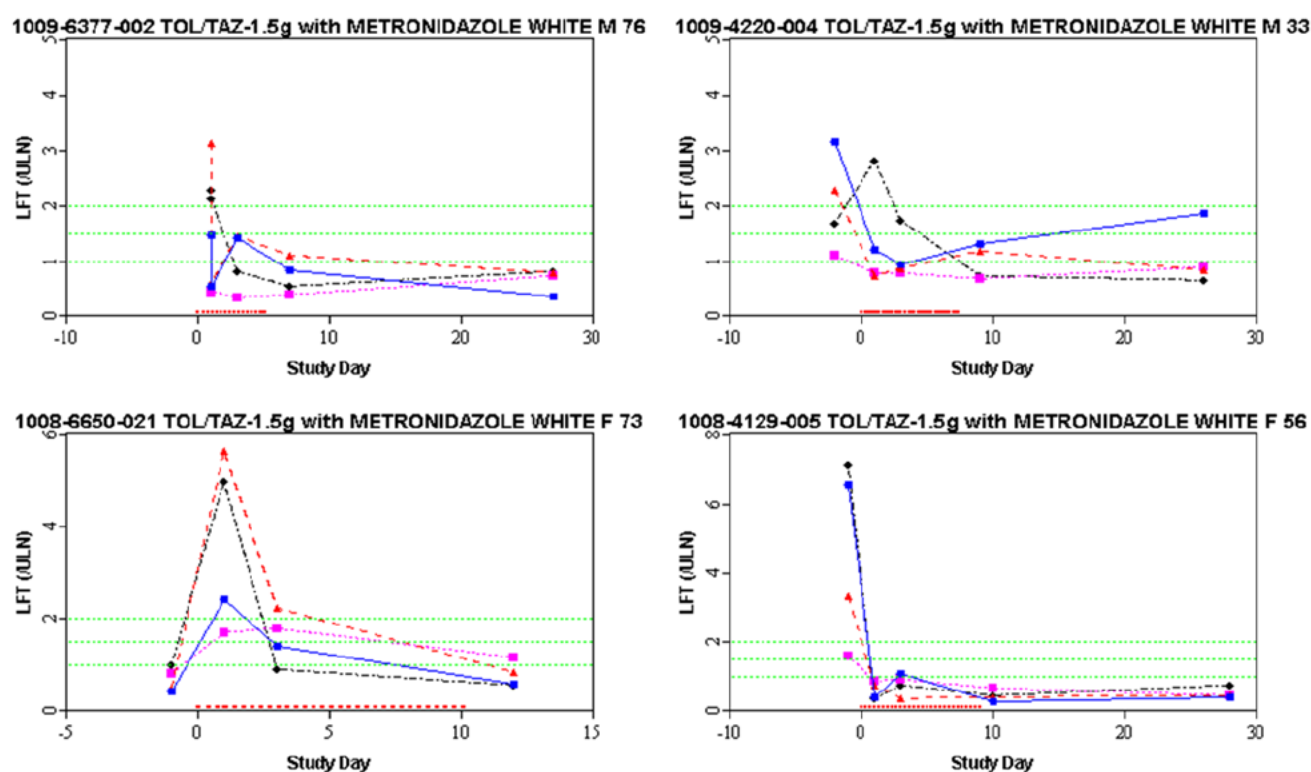 1009-6377-002 TOL/TAZ-1.5g with METRONIDAZOLE WHITE M 76
5
4
3
2
1
0
LFT (/ULN)
-10 0 10 20 30
Study Day
1009-4220-004 TOL/TAZ-1.5g with METRONIDAZOLE WHITE M 33
5
4
3
2
1
0
LFT (/ULN)
-10 0 10 20 30
Study Day
1008-6650-021 TOL/TAZ-1.5g with METRONIDAZOLE WHITE F 73
6
4
2
0
LFT (/ULN)
-5 0 5 10 15
Study Day
1008-4129-005 TOL/TAZ-1.5g with METRONIDAZOLE WHITE F 56
8
6
4
2
0
LFT (/ULN)
-10 0 10 20 30
Study Day